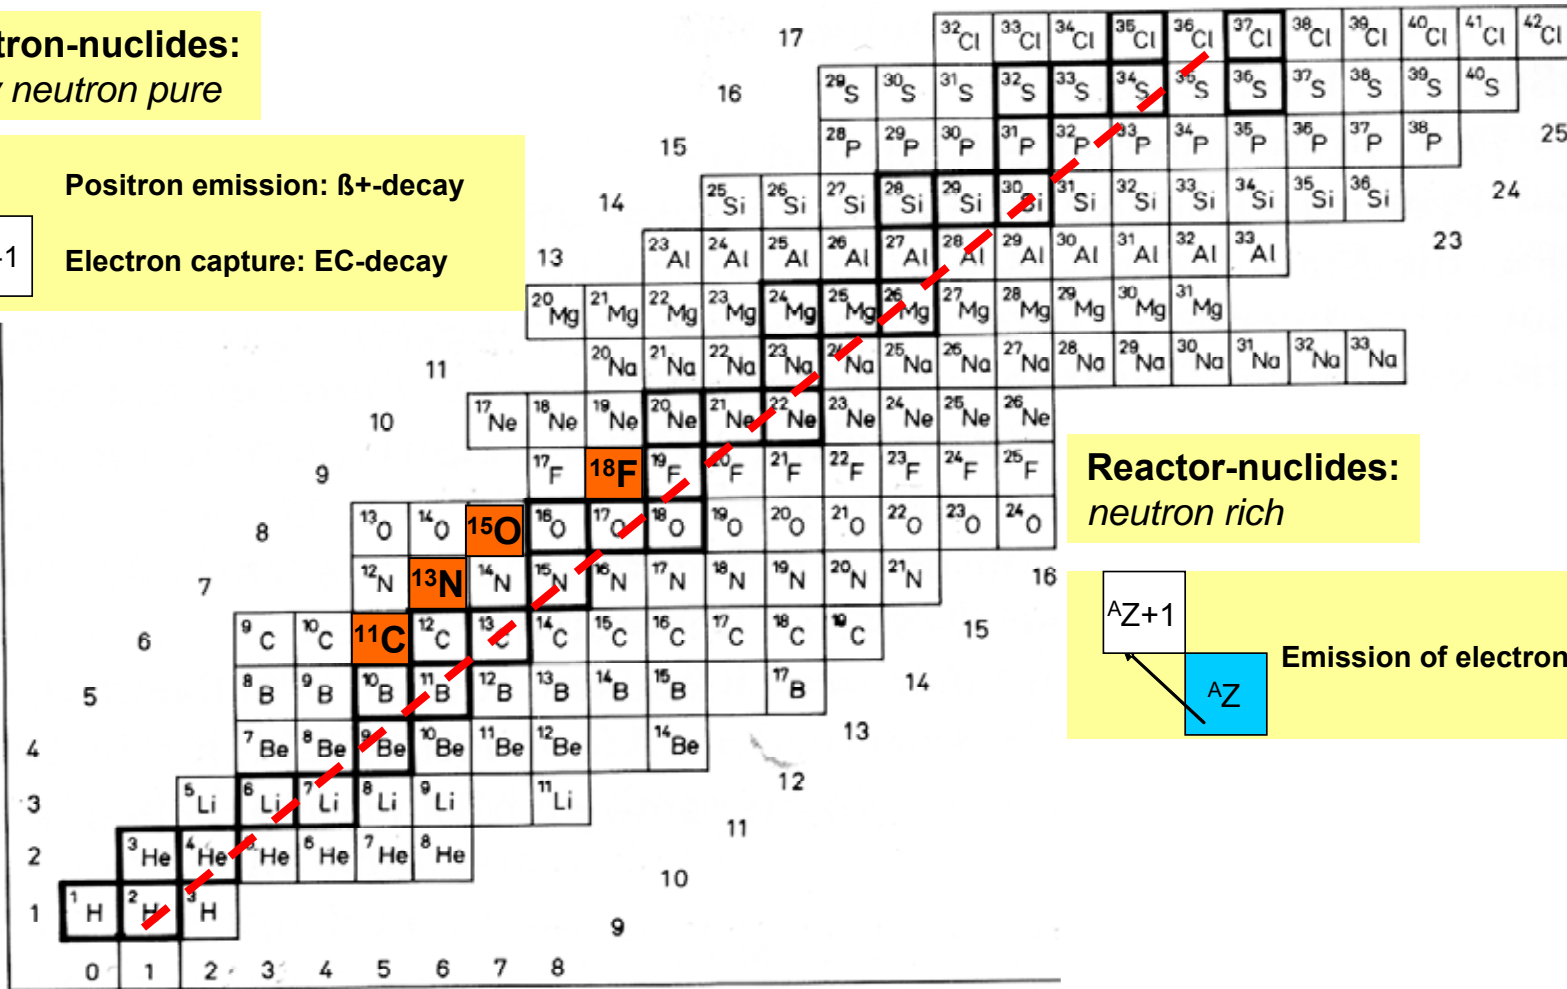 tron-nuclides:
neutron pure
Positron emission: ß+-decay
-1
Electron capture: EC-decay
17 32Cl 33Cl 34Cl 35Cl 36Cl 37Cl 38Cl 39Cl 40Cl 41Cl 42Cl
16 29S 30S 31S 32S 33S 34S 35S 36S 37S 38S 39S 40S
15 28P 29P 30P 31P 32P 33P 34P 35P 36P 37P 38P 25
14 25Si 26Si 27Si 28Si 29Si 30Si 31Si 32Si 33Si 34Si 35Si 36Si 24
13 23Al 24Al 25Al 26Al 27Al 28Al 29Al 30Al 31Al 32Al 33Al 23
20Mg 21Mg 22Mg 23Mg 24Mg 25Mg 26Mg 27Mg 28Mg 29Mg 30Mg 31Mg
11 20Na 21Na 22Na 23Na 24Na 25Na 26Na 27Na 28Na 29Na 30Na 31Na 32Na 33Na
10 17Ne 18Ne 19Ne 20Ne 21Ne 22Ne 23Ne 24Ne 25Ne 26Ne
9 17F 18F 19F 20F 21F 22F 23F 24F 25F
8 13O 14O 15O 16O 17O 18O 19O 20O 21O 22O 23O 24O
7 12N 13N 14N 15N 16N 17N 18N 19N 20N 21N 16
6 9C 10C 11C 12C 13C 14C 15C 16C 17C 18C 19C 15
5 8B 9B 10B 11B 12B 13B 14B 15B 17B 14
4 7Be 8Be 9Be 10Be 11Be 12Be 14Be 13
3 5Li 6Li 7Li 8Li 9Li 11Li 12
2 3He 4He 5He 6He 7He 8He 11
1 1H 2H 3H 10
9
0 1 2 3 4 5 6 7 8
Reactor-nuclides:
neutron rich
AZ+1
Emission of electron
AZ